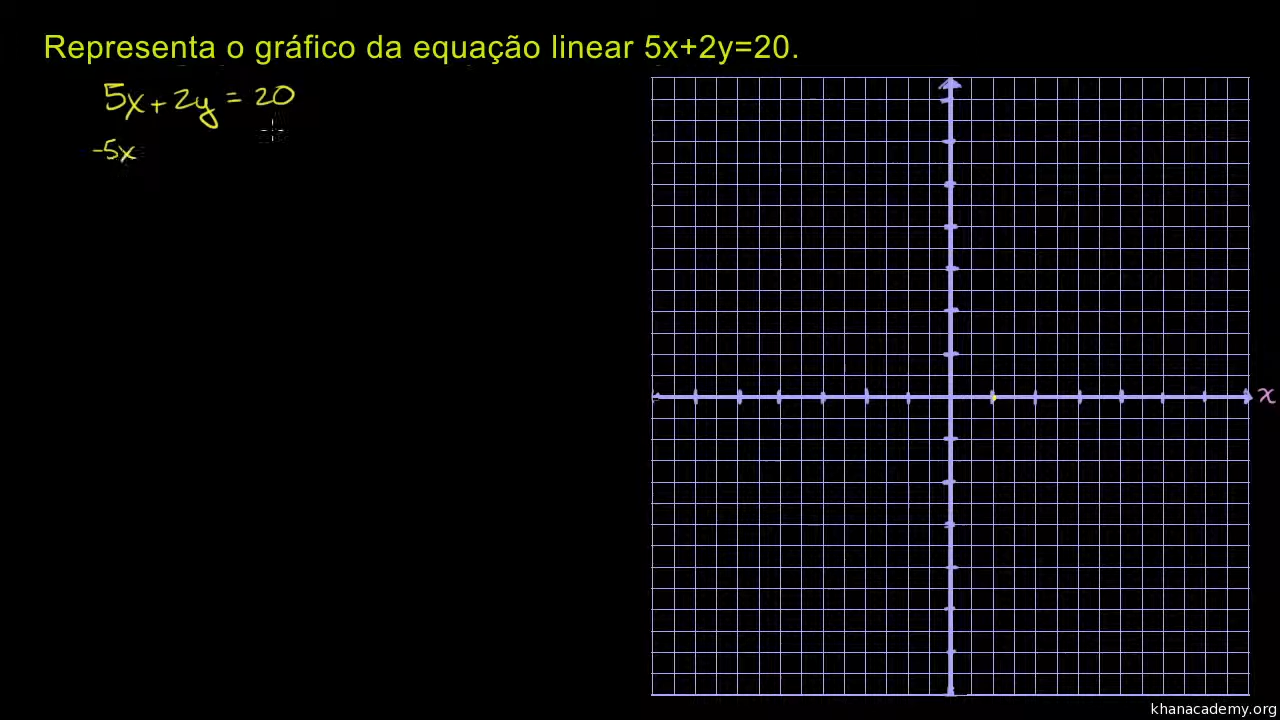 Representa o gráfico da equação linear 5x+2y=20.
5x+2y = 20
-5x
x
khanacademy.org